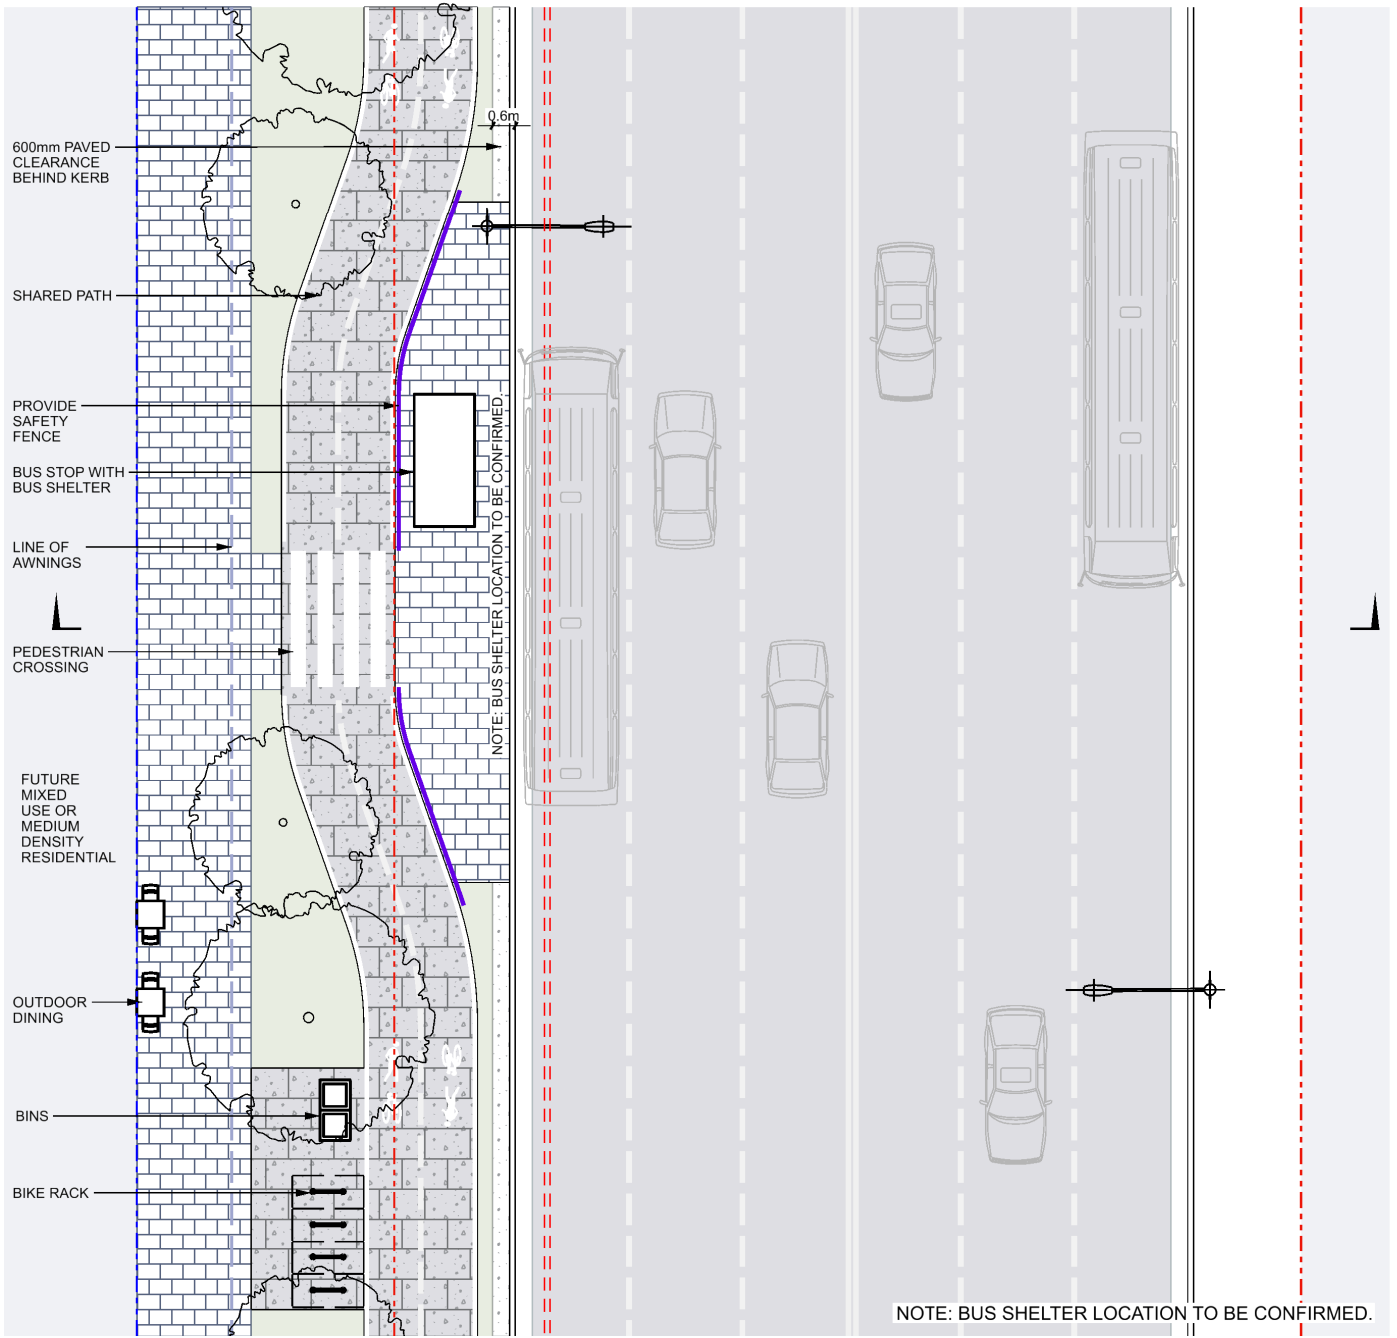 0.6m
600mm PAVED
CLEARANCE
BEHIND KERB
SHARED PATH
PROVIDE
SAFETY
FENCE
BUS STOP WITH
BUS SHELTER
NOTE: BUS SHELTER LOCATION TO BE CONFIRMED.
LINE OF
AWNINGS
PEDESTRIAN
CROSSING
FUTURE
MIXED
USE OR
MEDIUM
DENSITY
RESIDENTIAL
OUTDOOR
DINING
BINS
BIKE RACK
NOTE: BUS SHELTER LOCATION TO BE CONFIRMED.